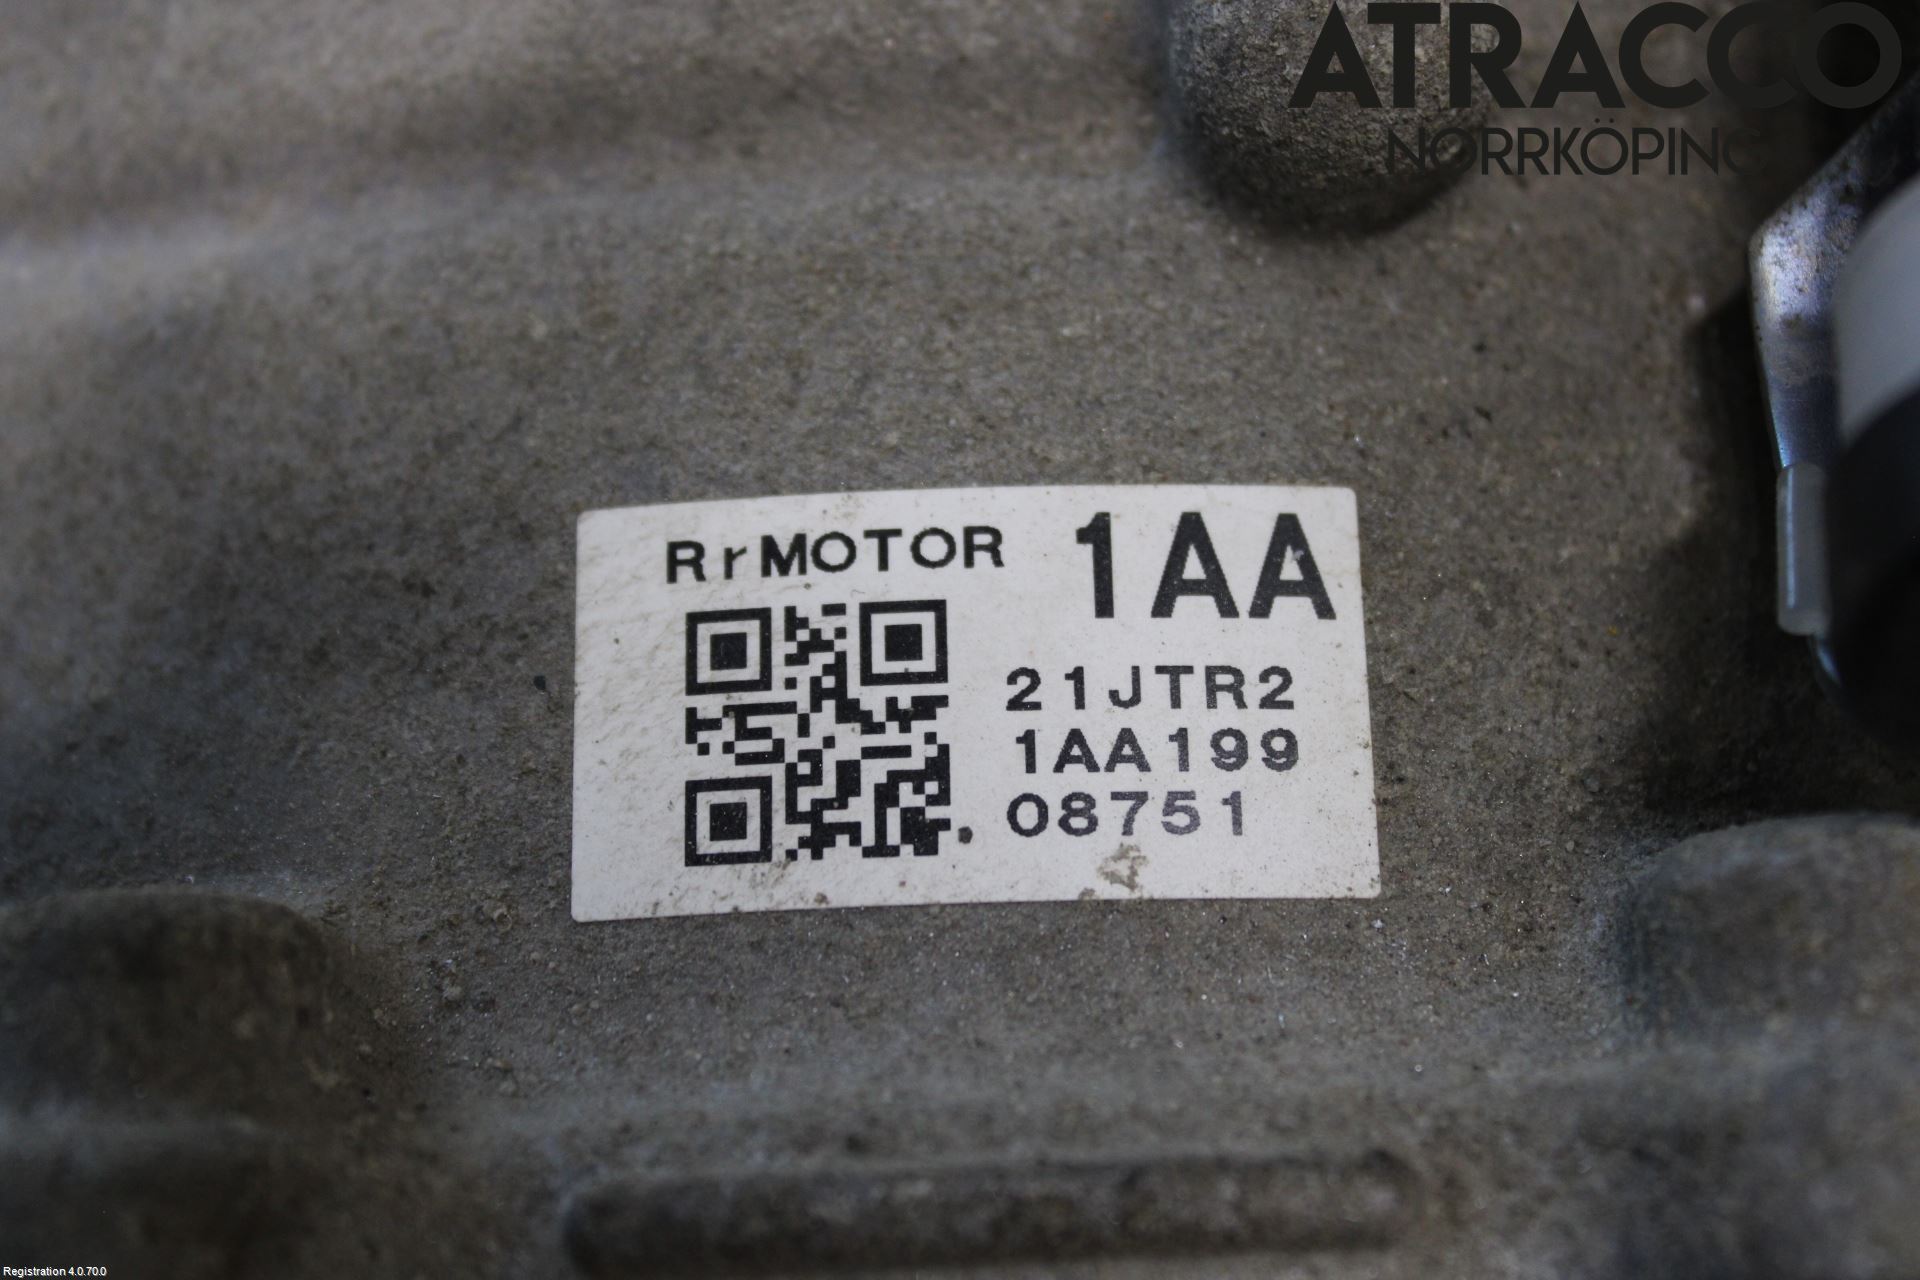 ATRACCO
NORRKÖPING
RrMOTOR 1AA
21JTR2
1AA199
08751
Registration 4.0.70.0